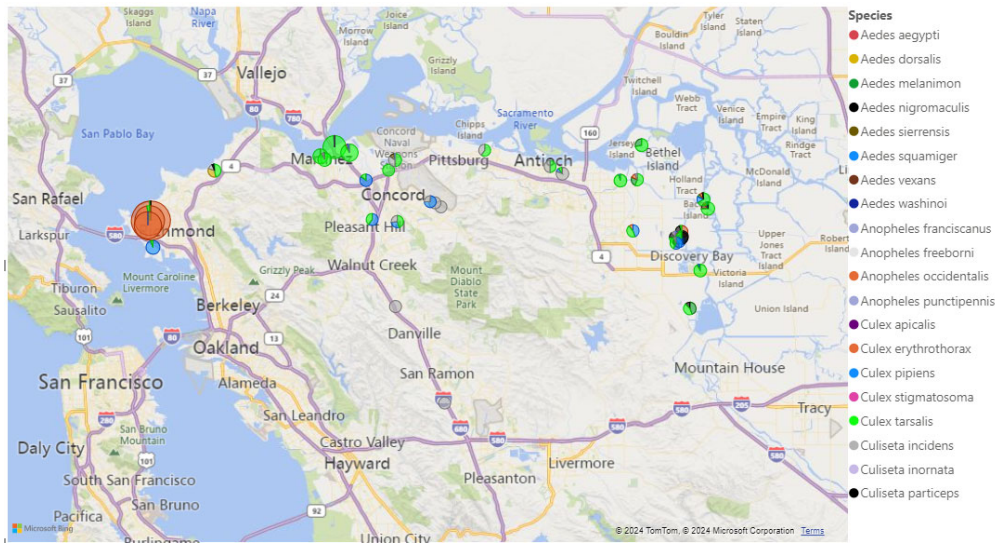 Skaggs
Island
Napa
River
Joice
Island
Tyler
Island
Staten
Island
Bouldin
Island
Morrow
Island
Grizzly
Island
37
37
Vallejo
Twitchell
Island
80
780
Webb
Tract
Venice
Island
Empire
Tract
King
Island
Sacramento
River
San Pablo Bay
Chipps
Island
Concord
Naval
Weapons
160
Jersey
Island
Bethel
Island
Rindge
Tract
4
Pittsburg
Antioch
McDonald
Island
Holland
Tract
San Rafael
Concord
580
Larkspur
Pleasant Hill
Upper
Jones
Tract
4
Discovery Bay
Victoria
Island
Walnut Creek
Mount Caroline
Livermore
Grizzly Peak
Mount
Diablo
State
Park
Tiburon
Sausalito
24
Union Island
Berkeley
101
80
13
Danville
Oakland
San Ramon
Mountain House
San Francisco
Alameda
680
580
205
Tracy
280
San Leandro
580
Daly City
San Bruno
Mountain
680
580
Castro Valley
Hayward
Livermore
580
101
South San Francisco
Pleasanton
San Bruno
Pacifica
92
Union City
Burlingame
Microsoft Bing
© 2024 TomTom, © 2024 Microsoft Corporation Terms
Species
Aedes aegypti
Aedes dorsalis
Aedes melanimon
Aedes nigromaculis
Aedes sierrensis
Aedes squamiger
Aedes vexans
Aedes washinoi
Anopheles franciscanus
Anopheles freeborni
Anopheles occidentalis
Anopheles punctipennis
Culex apicalis
Culex erythrothorax
Culex pipiens
Culex stigmatosoma
Culex tarsalis
Culiseta incidens
Culiseta inornata
Culiseta particeps